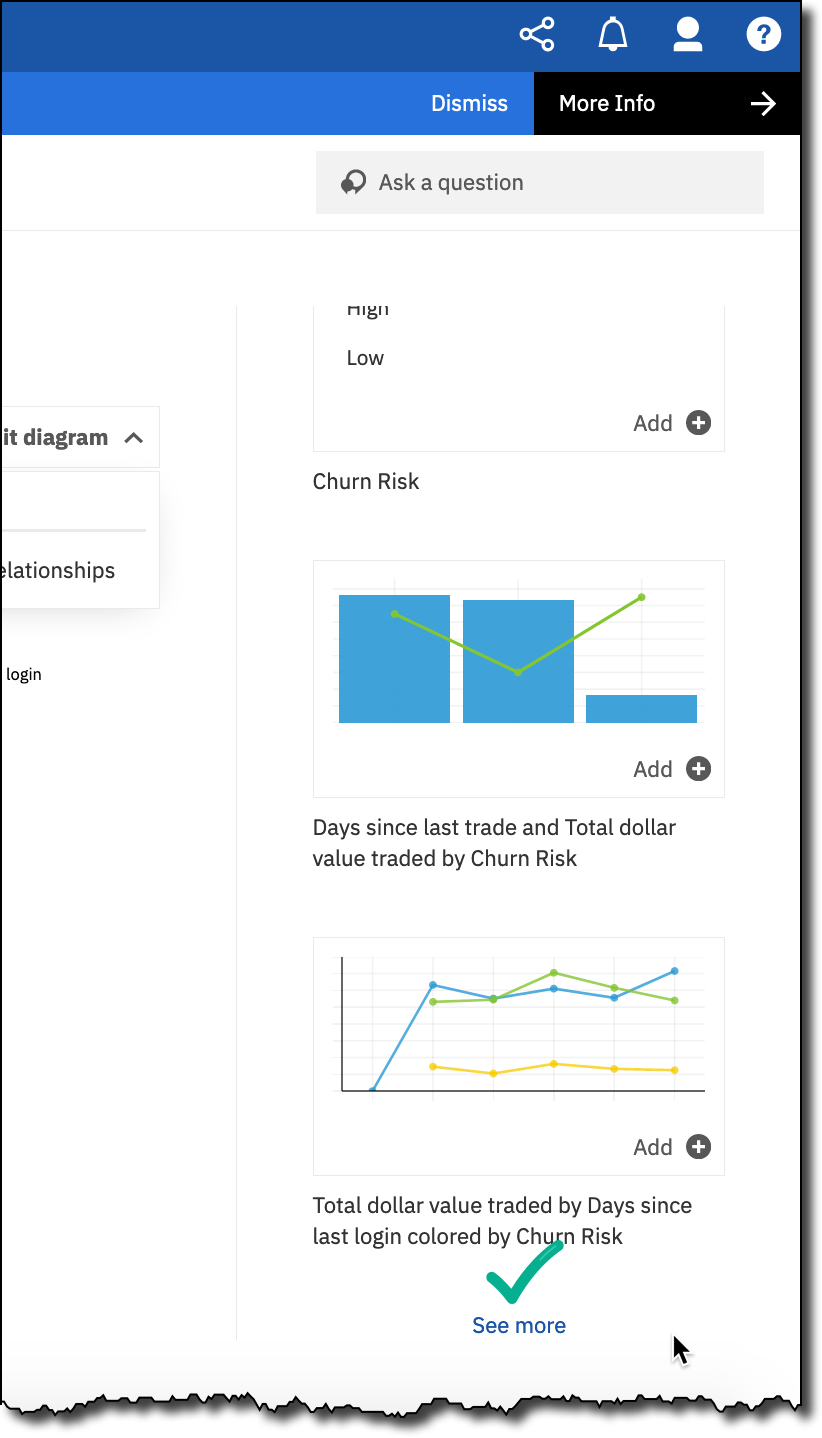 Dismiss
More Info
Ask a question
High
Low
Add
Churn Risk
it diagram
elationships
login
Add
Days since last trade and Total dollar
value traded by Churn Risk
Add
Total dollar value traded by Days since
last login colored by Churn Risk
See more